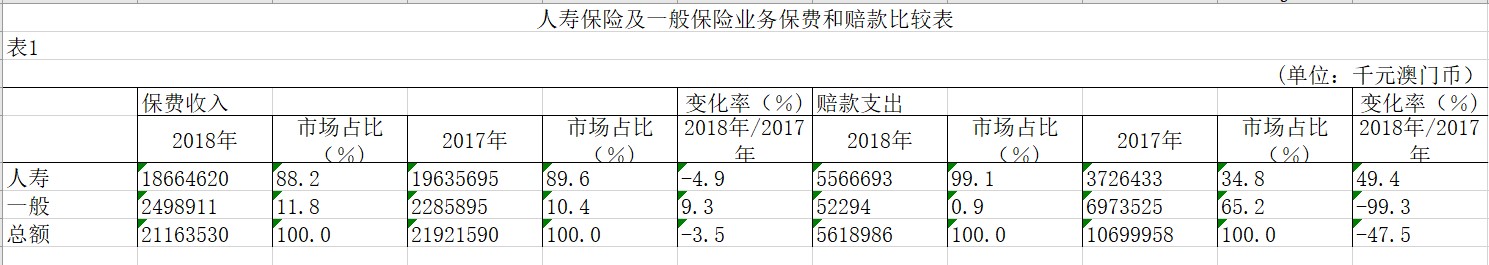 人寿保险及一般保险业务保费和赔款比较表
表1
(单位：千元澳门币）
保费收入 变化率（%） 赔款支出 变化率（%）
2018年 市场占比（%） 2017年 市场占比（%） 2018年/2017年 2018年 市场占比（%） 2017年 市场占比（%） 2018年/2017年
人寿 18664620 88.2 19635695 89.6 -4.9 5566693 99.1 3726433 34.8 49.4
一般 2498911 11.8 2285895 10.4 9.3 52294 0.9 6973525 65.2 -99.3
总额 21163530 100.0 21921590 100.0 -3.5 5618986 100.0 10699958 100.0 -47.5